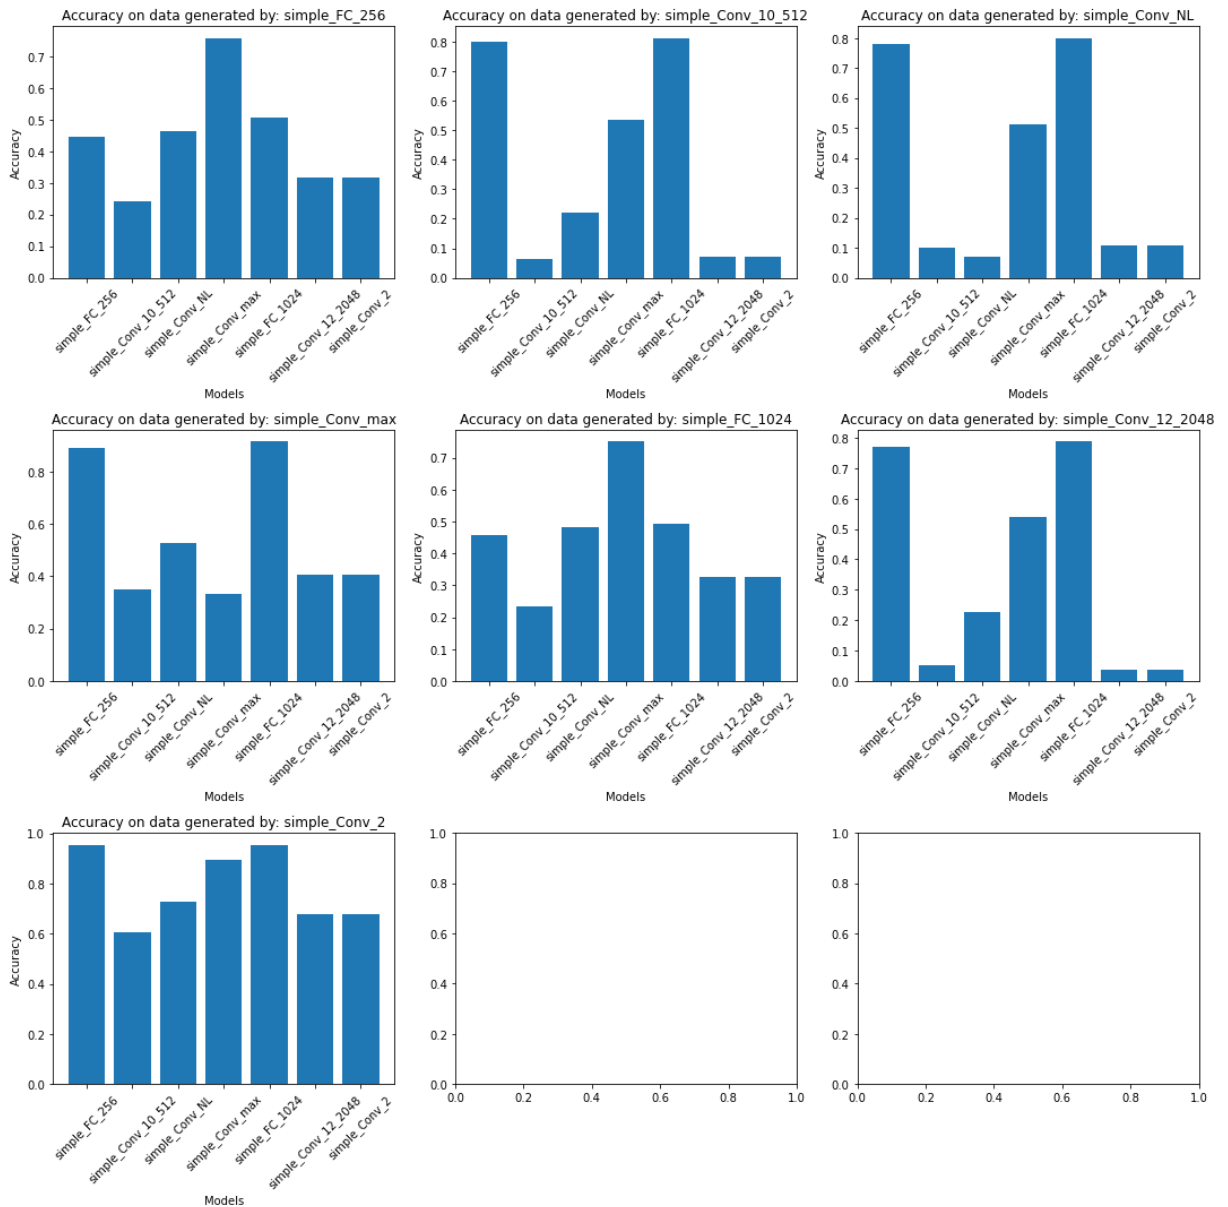 Accuracy on data generated by: simple_FC_256
Accuracy
0.7
0.6
0.5
0.4
0.3
0.2
0.1
0.0
simple_FC_256
simple_Conv_10_512
simple_Conv_NL
simple_Conv_max
simple_FC_1024
simple_Conv_12_2048
simple_Conv_2
Models
Accuracy on data generated by: simple_Conv_10_512
Accuracy
0.8
0.7
0.6
0.5
0.4
0.3
0.2
0.1
0.0
simple_FC_256
simple_Conv_10_512
simple_Conv_NL
simple_Conv_max
simple_FC_1024
simple_Conv_12_2048
simple_Conv_2
Models
Accuracy on data generated by: simple_Conv_NL
Accuracy
0.8
0.7
0.6
0.5
0.4
0.3
0.2
0.1
0.0
simple_FC_256
simple_Conv_10_512
simple_Conv_NL
simple_Conv_max
simple_FC_1024
simple_Conv_12_2048
simple_Conv_2
Models
Accuracy on data generated by: simple_Conv_max
Accuracy
0.8
0.6
0.4
0.2
0.0
simple_FC_256
simple_Conv_10_512
simple_Conv_NL
simple_Conv_max
simple_FC_1024
simple_Conv_12_2048
simple_Conv_2
Models
Accuracy on data generated by: simple_FC_1024
Accuracy
0.7
0.6
0.5
0.4
0.3
0.2
0.1
0.0
simple_FC_256
simple_Conv_10_512
simple_Conv_NL
simple_Conv_max
simple_FC_1024
simple_Conv_12_2048
simple_Conv_2
Models
Accuracy on data generated by: simple_Conv_12_2048
Accuracy
0.8
0.7
0.6
0.5
0.4
0.3
0.2
0.1
0.0
simple_FC_256
simple_Conv_10_512
simple_Conv_NL
simple_Conv_max
simple_FC_1024
simple_Conv_12_2048
simple_Conv_2
Models
Accuracy on data generated by: simple_Conv_2
Accuracy
1.0
0.8
0.6
0.4
0.2
0.0
simple_FC_256
simple_Conv_10_512
simple_Conv_NL
simple_Conv_max
simple_FC_1024
simple_Conv_12_2048
simple_Conv_2
Models
1.0
0.8
0.6
0.4
0.2
0.0
0.0 0.2 0.4 0.6 0.8 1.0
1.0
0.8
0.6
0.4
0.2
0.0
0.0 0.2 0.4 0.6 0.8 1.0